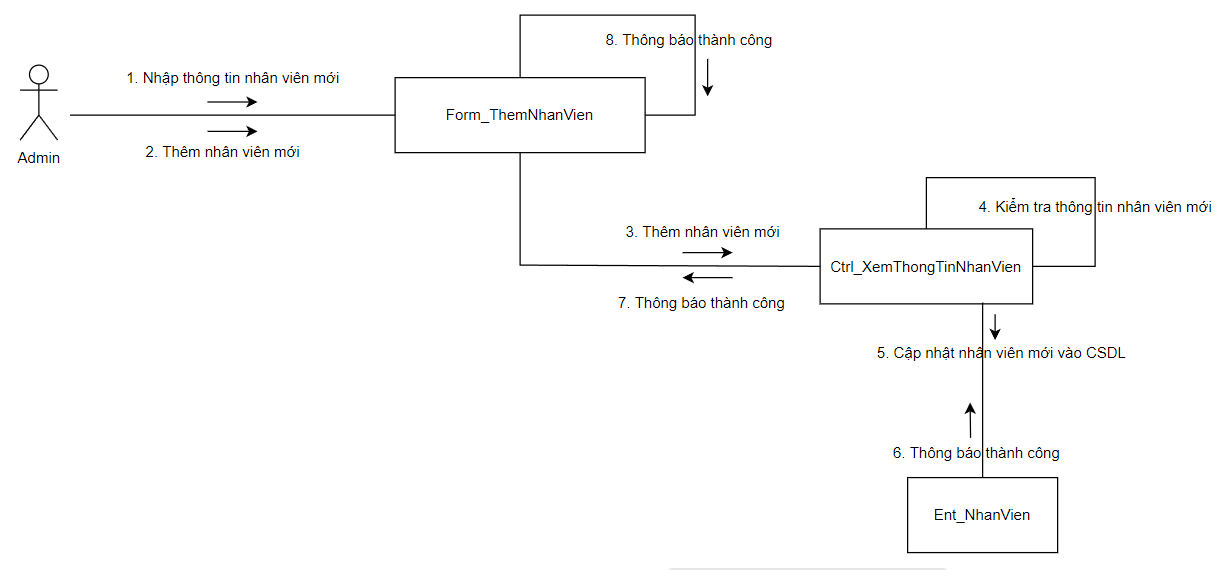 8. Thông báo thành công
1. Nhập thông tin nhân viên mới
Form_ThemNhanVien
2. Thêm nhân viên mới
Admin
4. Kiểm tra thông tin nhân viên mới
3. Thêm nhân viên mới
Ctrl_XemThongTinNhanVien
7. Thông báo thành công
5. Cập nhật nhân viên mới vào CSDL
6. Thông báo thành công
Ent_NhanVien